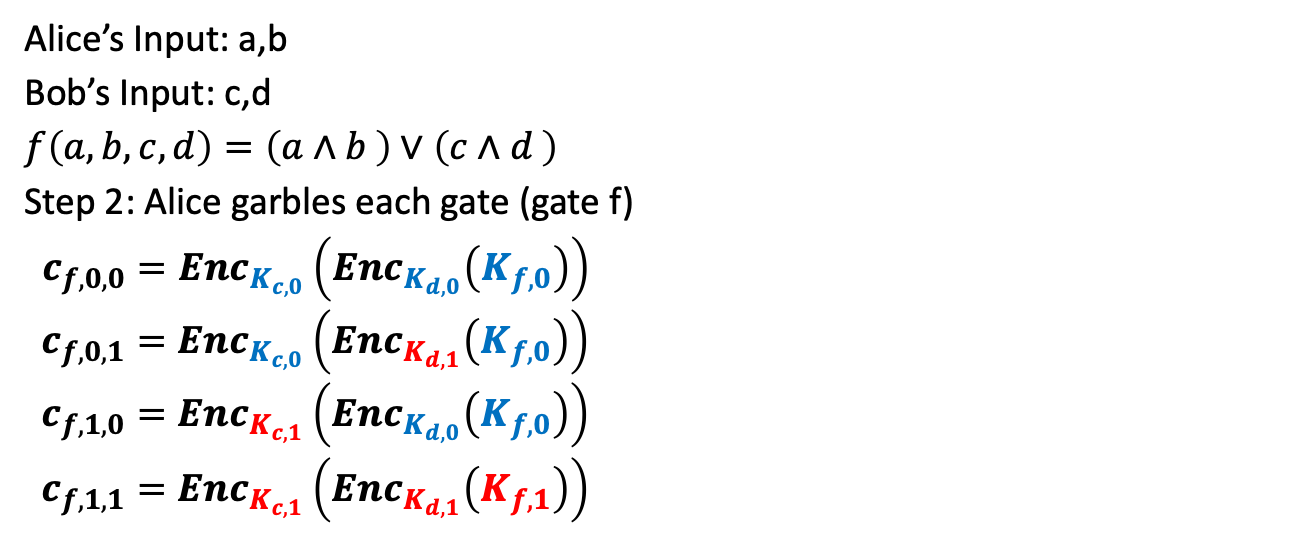 Alice’s Input: a,b
Bob’s Input: c,d
f(a, b, c, d) = (a ∧ b ) ∨ (c ∧ d )
Step 2: Alice garbles each gate (gate f)
c_{f,0,0} = Enc_{K_{c,0}} (Enc_{K_{d,0}}(K_{f,0}))
c_{f,0,1} = Enc_{K_{c,0}} (Enc_{K_{d,1}}(K_{f,0}))
c_{f,1,0} = Enc_{K_{c,1}} (Enc_{K_{d,0}}(K_{f,0}))
c_{f,1,1} = Enc_{K_{c,1}} (Enc_{K_{d,1}}(K_{f,1}))